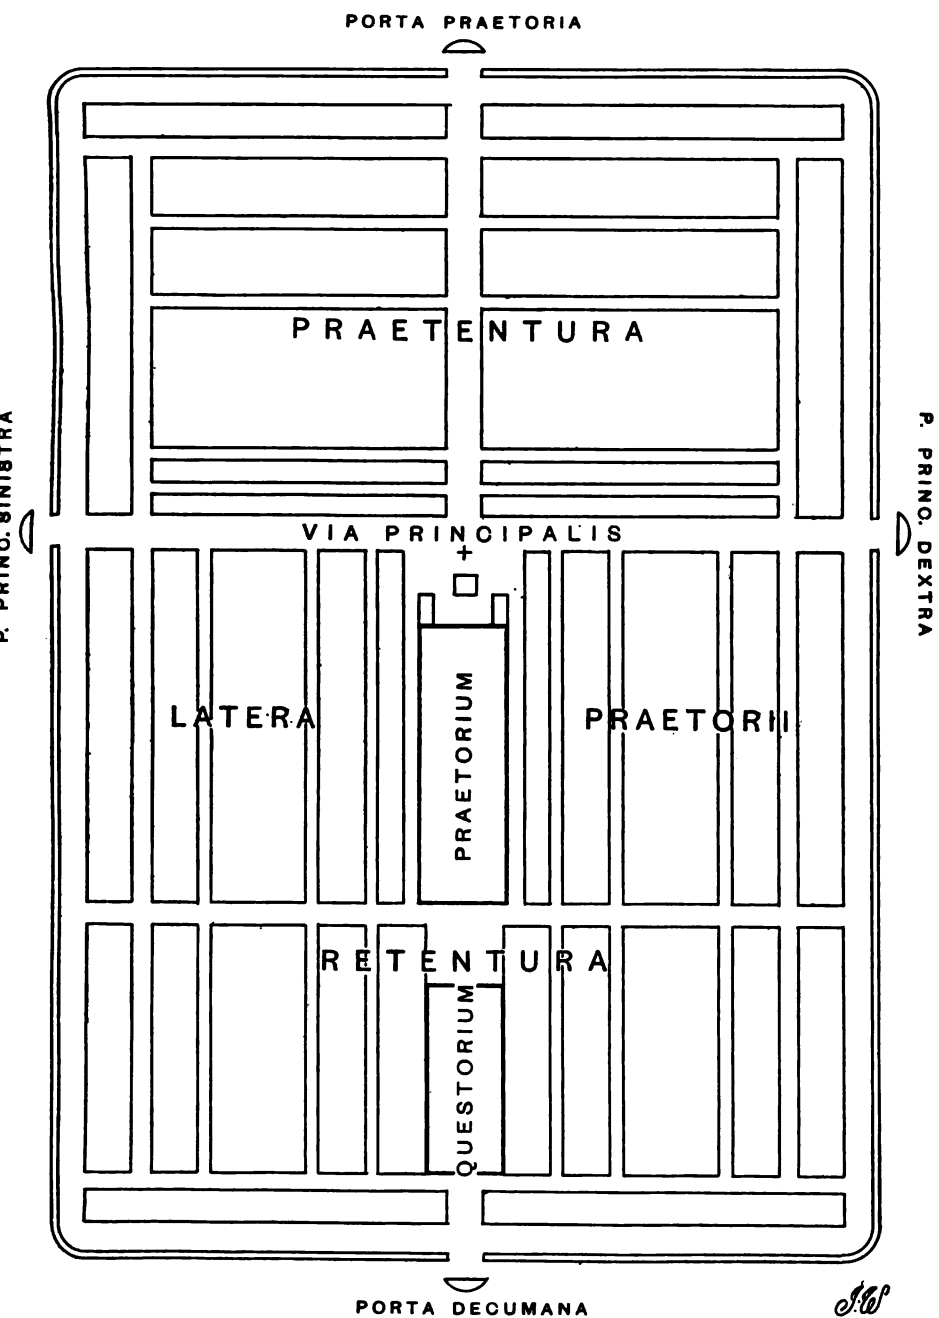 PORTA PRAETORIA
PRAETENTURA
P. PRINC. SINISTRA
P. PRINC. DEXTRA
VIA PRINCIPALIS
LATERA
PRAETORIUM
PRAETORII
RETENTURA
QUESTORIUM
PORTA DECUMANA
J.W